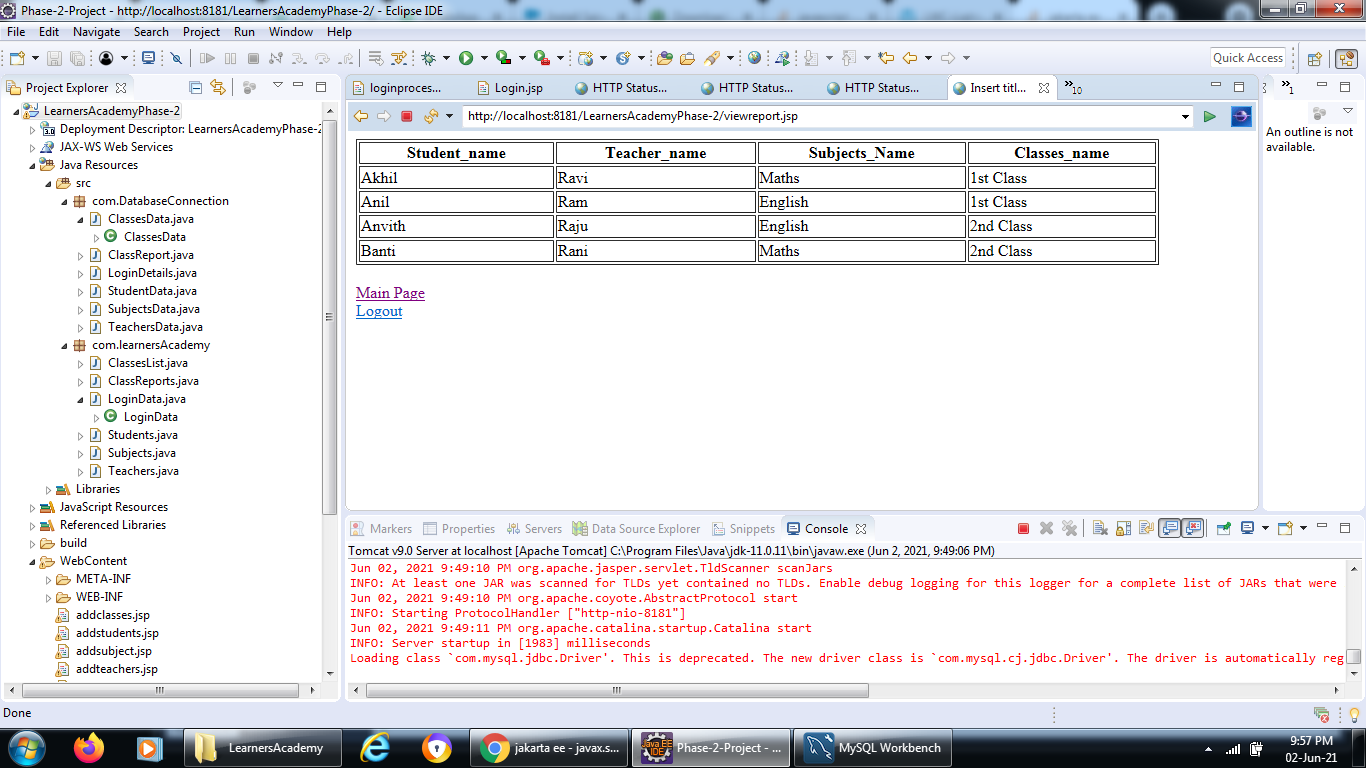 Phase-2-Project - http://localhost:8181/LearnersAcademyPhase-2/ - Eclipse IDE
File Edit Navigate Search Project Run Window Help
Quick Access
Project Explorer
LearnersAcademyPhase-2
Deployment Descriptor: LearnersAcademyPhase-2
JAX-WS Web Services
Java Resources
src
com.DatabaseConnection
ClassesData.java
ClassesData
ClassReport.java
LoginDetails.java
StudentData.java
SubjectsData.java
TeachersData.java
com.learnersAcademy
ClassesList.java
ClassReports.java
LoginData.java
LoginData
Students.java
Subjects.java
Teachers.java
Libraries
JavaScript Resources
Referenced Libraries
build
WebContent
META-INF
WEB-INF
addclasses.jsp
addstudents.jsp
addsubject.jsp
addteachers.jsp
loginproces... Login.jsp HTTP Status... HTTP Status... HTTP Status... Insert titl... »10
http://localhost:8181/LearnersAcademyPhase-2/viewreport.jsp
Student_name Teacher_name Subjects_Name Classes_name
Akhil Ravi Maths 1st Class
Anil Ram English 1st Class
Anvith Raju English 2nd Class
Banti Rani Maths 2nd Class
Main Page
Logout
»1
An outline is not
available.
Markers Properties Servers Data Source Explorer Snippets Console
Tomcat v9.0 Server at localhost [Apache Tomcat] C:\Program Files\Java\jdk-11.0.11\bin\javaw.exe (Jun 2, 2021, 9:49:06 PM)
Jun 02, 2021 9:49:10 PM org.apache.jasper.servlet.TldScanner scanJars
INFO: At least one JAR was scanned for TLDs yet contained no TLDs. Enable debug logging for this logger for a complete list of JARs that were
Jun 02, 2021 9:49:10 PM org.apache.coyote.AbstractProtocol start
INFO: Starting ProtocolHandler ["http-nio-8181"]
Jun 02, 2021 9:49:11 PM org.apache.catalina.startup.Catalina start
INFO: Server startup in [1983] milliseconds
Loading class `com.mysql.jdbc.Driver'. This is deprecated. The new driver class is `com.mysql.cj.jdbc.Driver'. The driver is automatically reg
Done
LearnersAcademy
jakarta ee - javax.s...
Phase-2-Project - ...
MySQL Workbench
9:57 PM
02-Jun-21